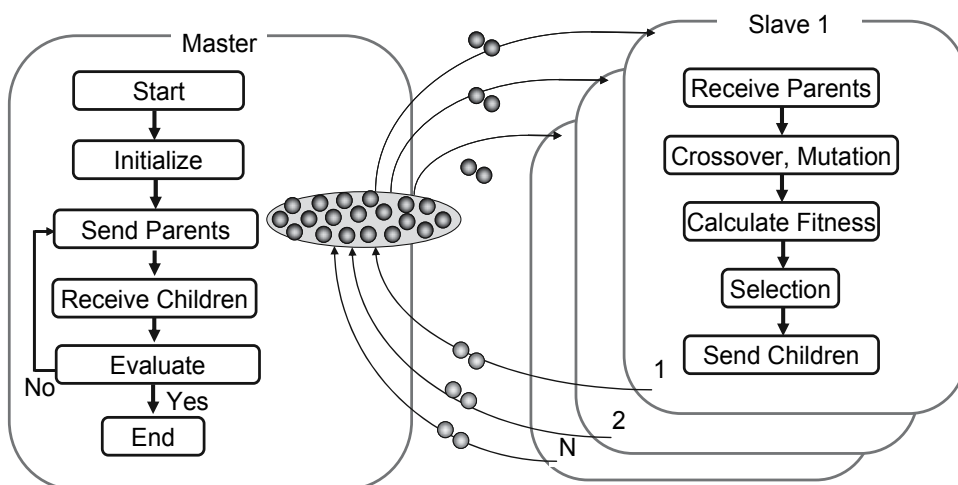 Master
Start
Initialize
Send Parents
Receive Children
Evaluate
No
Yes
End
Slave 1
Receive Parents
Crossover, Mutation
Calculate Fitness
Selection
Send Children
1
2
N